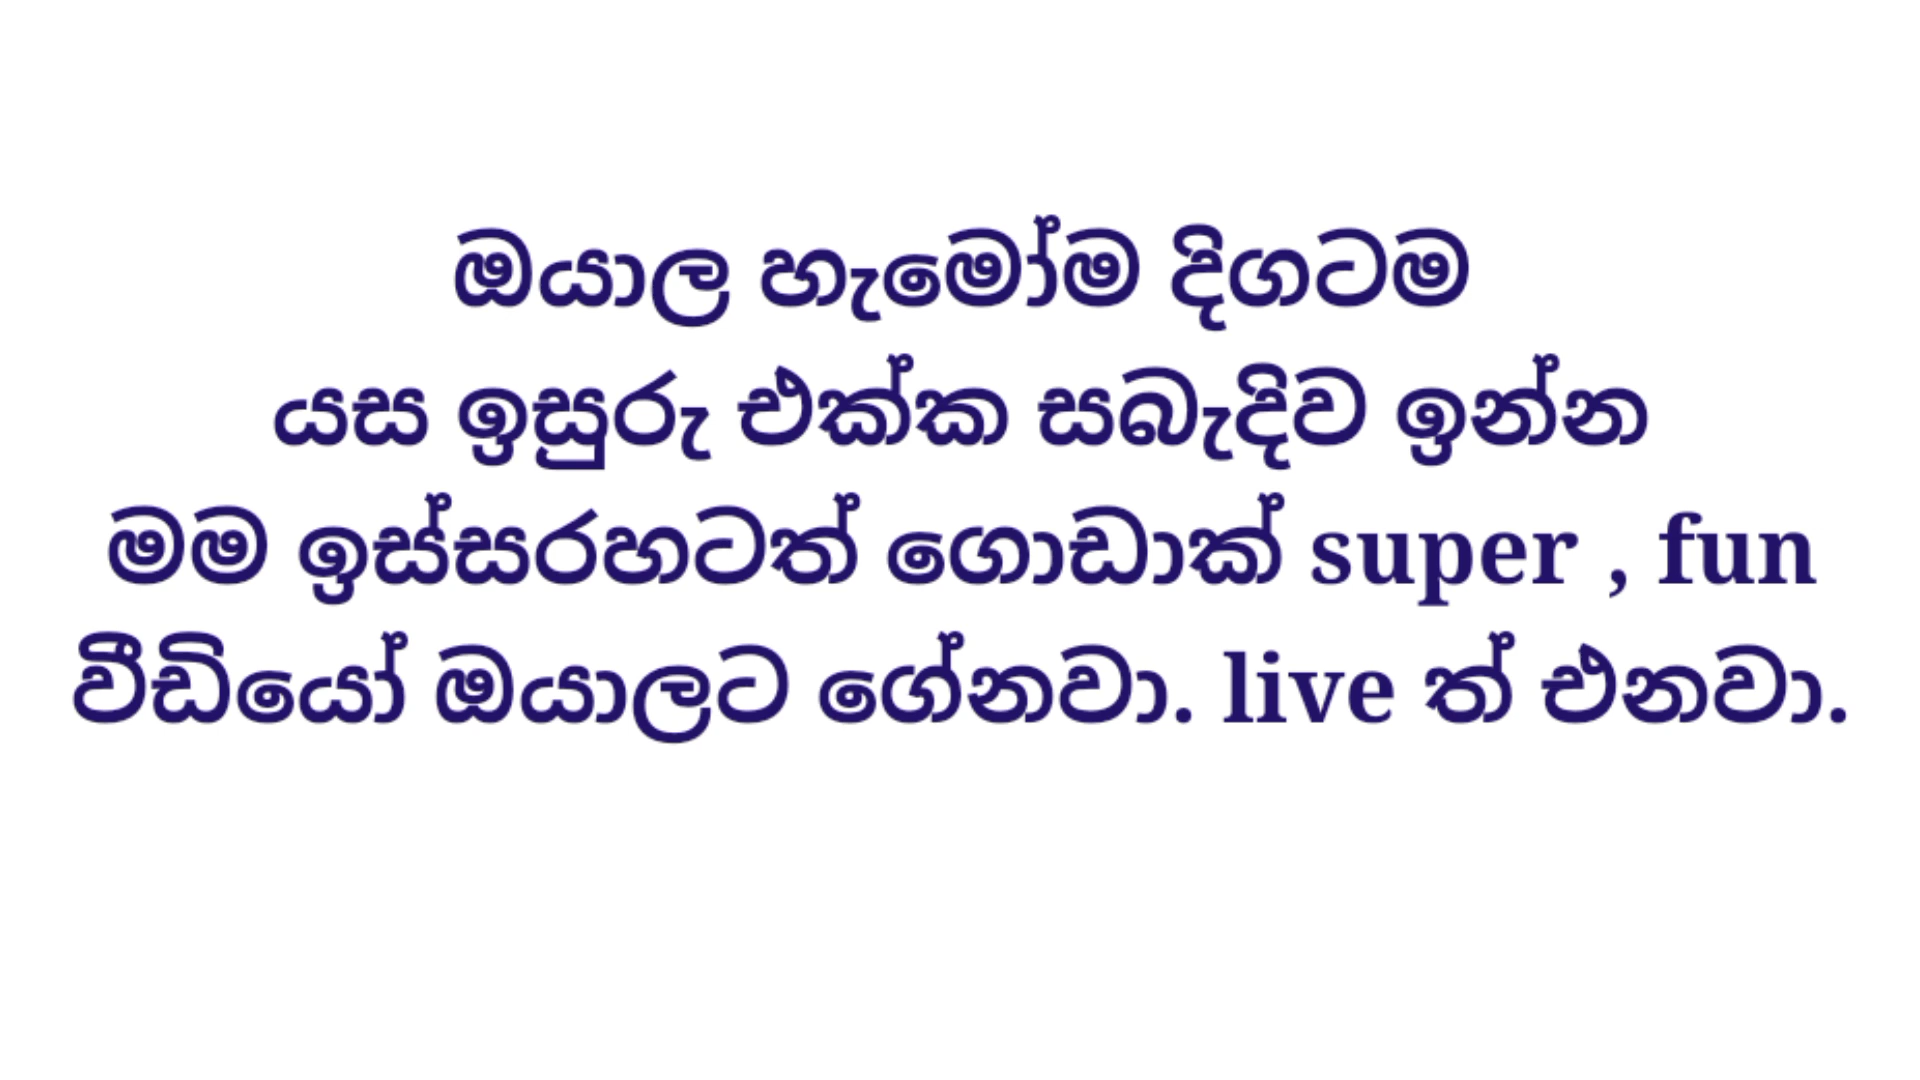 ඔයාල හැමෝම දිගටම
යස ඉසුරු එක්ක සබැදිව ඉන්න
මම ඉස්සරහටත් ගොඩාක් super , fun
වීඩියෝ ඔයාලට ගේනවා. live ත් එනවා.